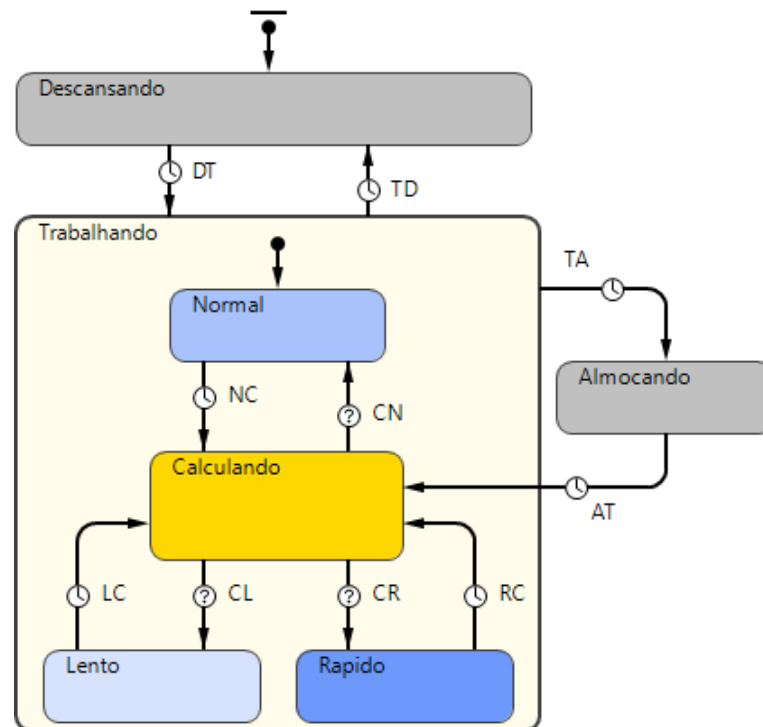 Descansando
DT
TD
Trabalhando
TA
Normal
Almocando
NC
CN
Calculando
AT
LC
? CL
? CR
RC
Lento
Rapido